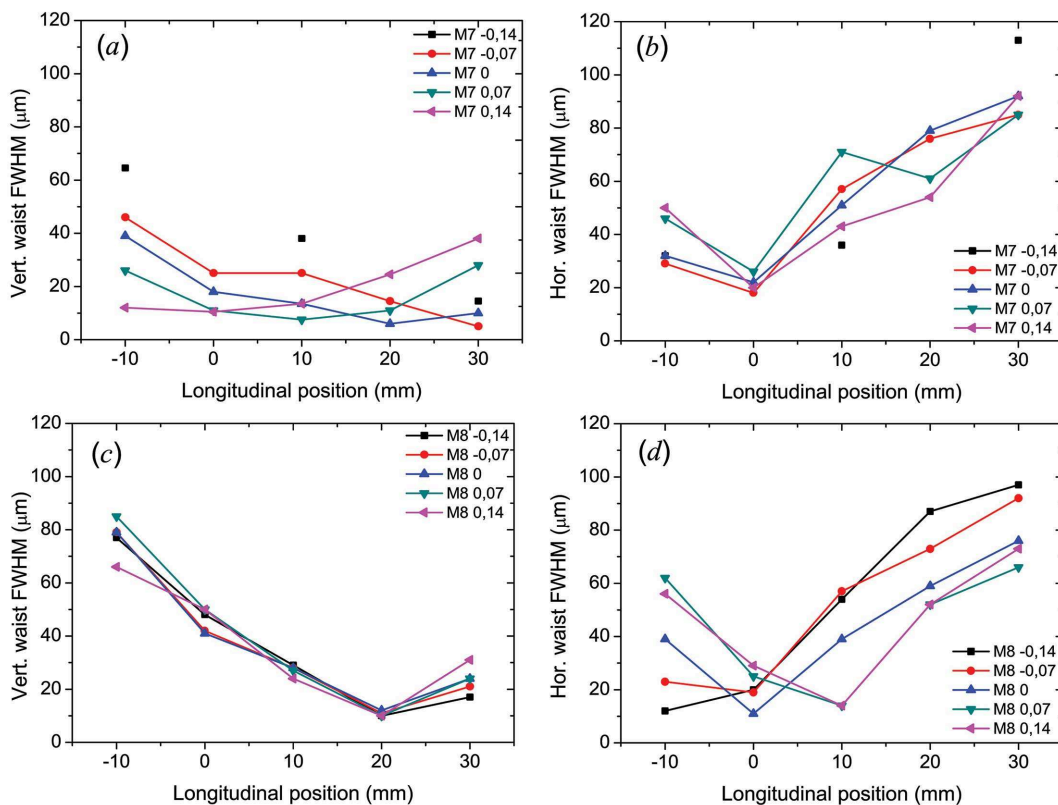 (a)
M7 -0,14
M7 -0,07
M7 0
M7 0,07
M7 0,14
Vert. waist FWHM (μm)
120
100
80
60
40
20
0
-10 0 10 20 30
Longitudinal position (mm)
(b)
Hor. waist FWHM (μm)
120
100
80
60
40
20
0
M7 -0,14
M7 -0,07
M7 0
M7 0,07
M7 0,14
-10 0 10 20 30
Longitudinal position (mm)
(c)
M8 -0,14
M8 -0,07
M8 0
M8 0,07
M8 0,14
Vert. waist FWHM (μm)
120
100
80
60
40
20
0
-10 0 10 20 30
Longitudinal position (mm)
(d)
Hor. waist FWHM (μm)
120
100
80
60
40
20
0
M8 -0,14
M8 -0,07
M8 0
M8 0,07
M8 0,14
-10 0 10 20 30
Longitudinal position (mm)